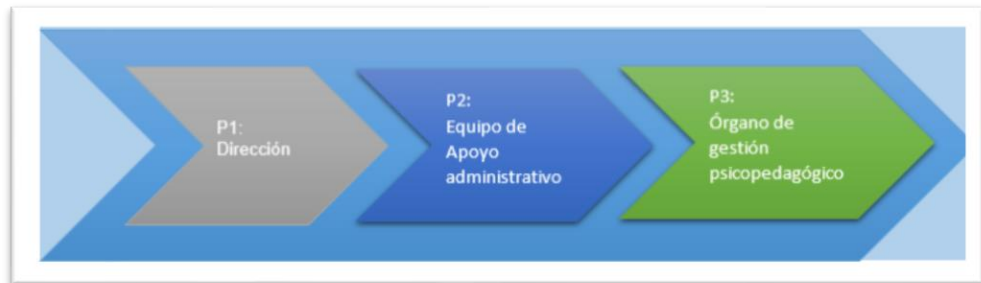 P1:
Dirección
P2:
Equipo de
Apoyo
administrativo
P3:
Órgano de
gestión
psicopedagógico